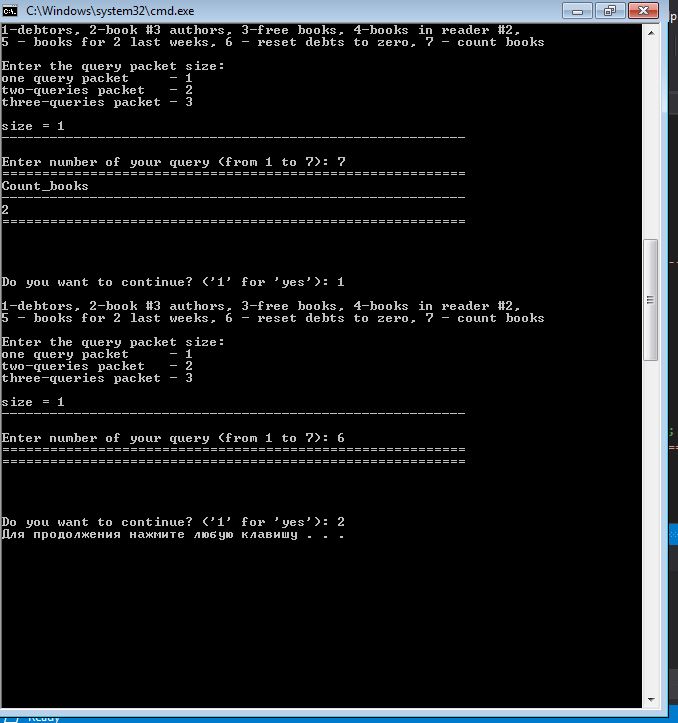 C:\Windows\system32\cmd.exe
1-debtors, 2-book #3 authors, 3-free books, 4-books in reader #2,
5 - books for 2 last weeks, 6 - reset debts to zero, 7 - count books
Enter the query packet size:
one query packet     - 1
two-queries packet   - 2
three-queries packet - 3
size = 1
----------------------------------------------------------
Enter number of your query (from 1 to 7): 7
==========================================================
Count_books
----------------------------------------------------------
2
==========================================================
Do you want to continue? ('1' for 'yes'): 1
1-debtors, 2-book #3 authors, 3-free books, 4-books in reader #2,
5 - books for 2 last weeks, 6 - reset debts to zero, 7 - count books
Enter the query packet size:
one query packet     - 1
two-queries packet   - 2
three-queries packet - 3
size = 1
----------------------------------------------------------
Enter number of your query (from 1 to 7): 6
==========================================================
==========================================================
Do you want to continue? ('1' for 'yes'): 2
Для продолжения нажмите любую клавишу . . .
Ready